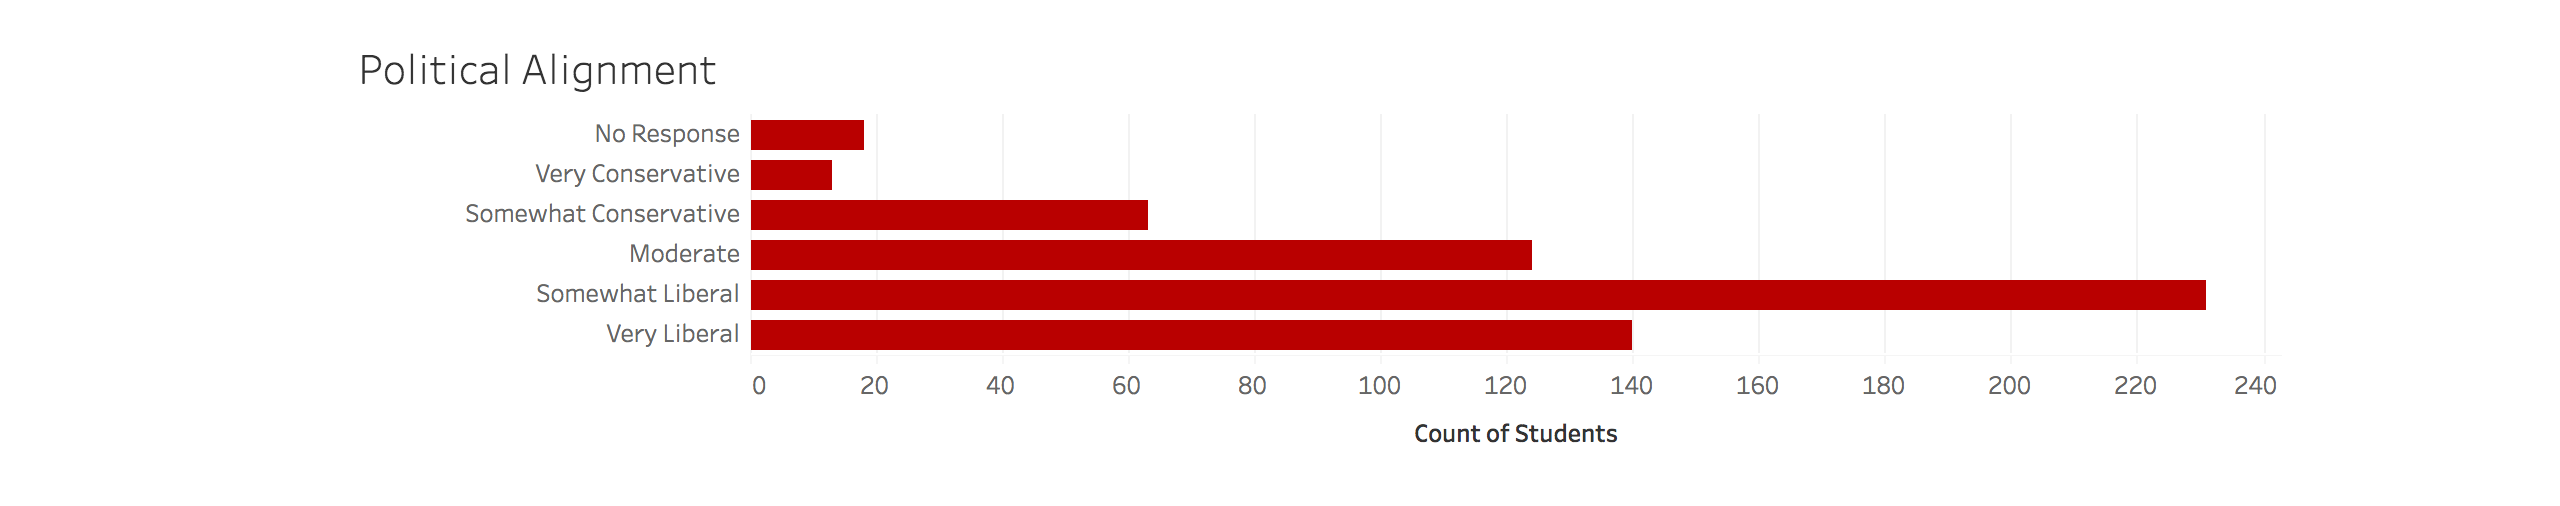 Political Alignment
No Response
Very Conservative
Somewhat Conservative
Moderate
Somewhat Liberal
Very Liberal
0 20 40 60 80 100 120 140 160 180 200 220 240
Count of Students